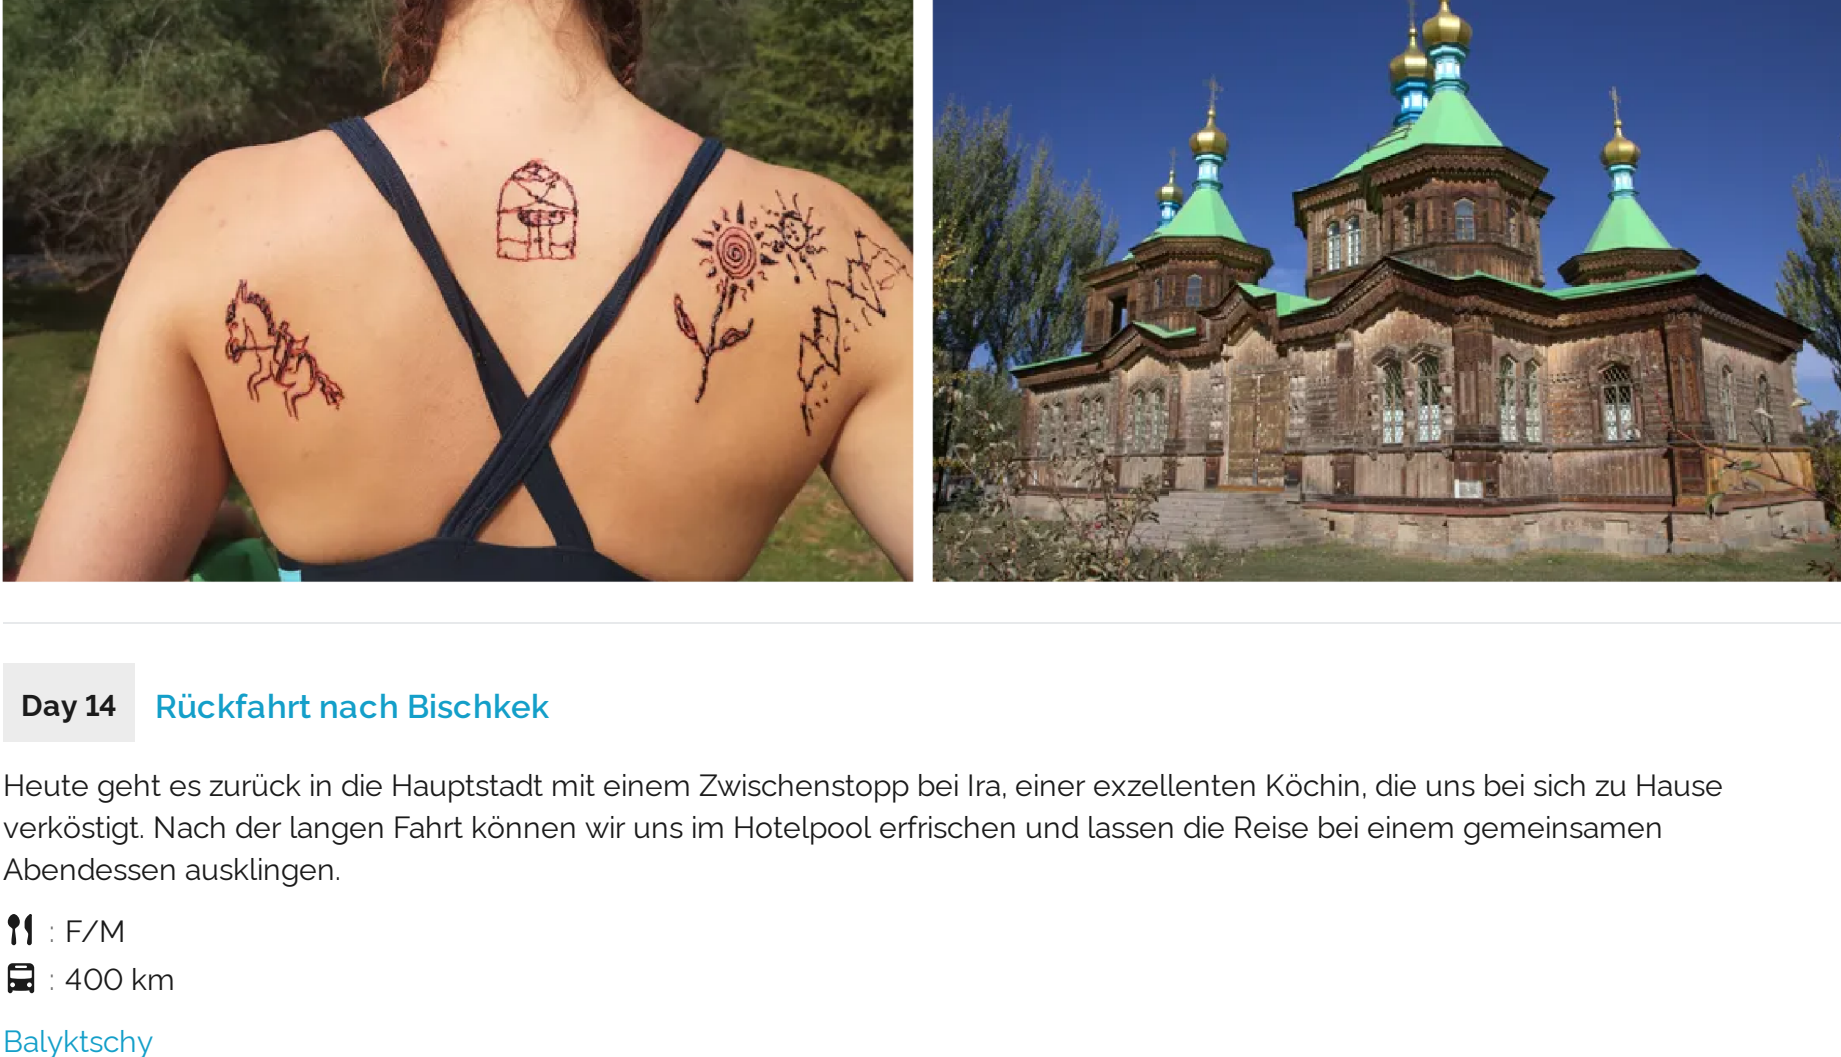 Day 14
Rückfahrt nach Bischkek
Heute geht es zurück in die Hauptstadt mit einem Zwischenstopp bei Ira, einer exzellenten Köchin, die uns bei sich zu Hause
verköstigt. Nach der langen Fahrt können wir uns im Hotelpool erfrischen und lassen die Reise bei einem gemeinsamen
Abendessen ausklingen.
: F/M
: 400 km
Balyktschy